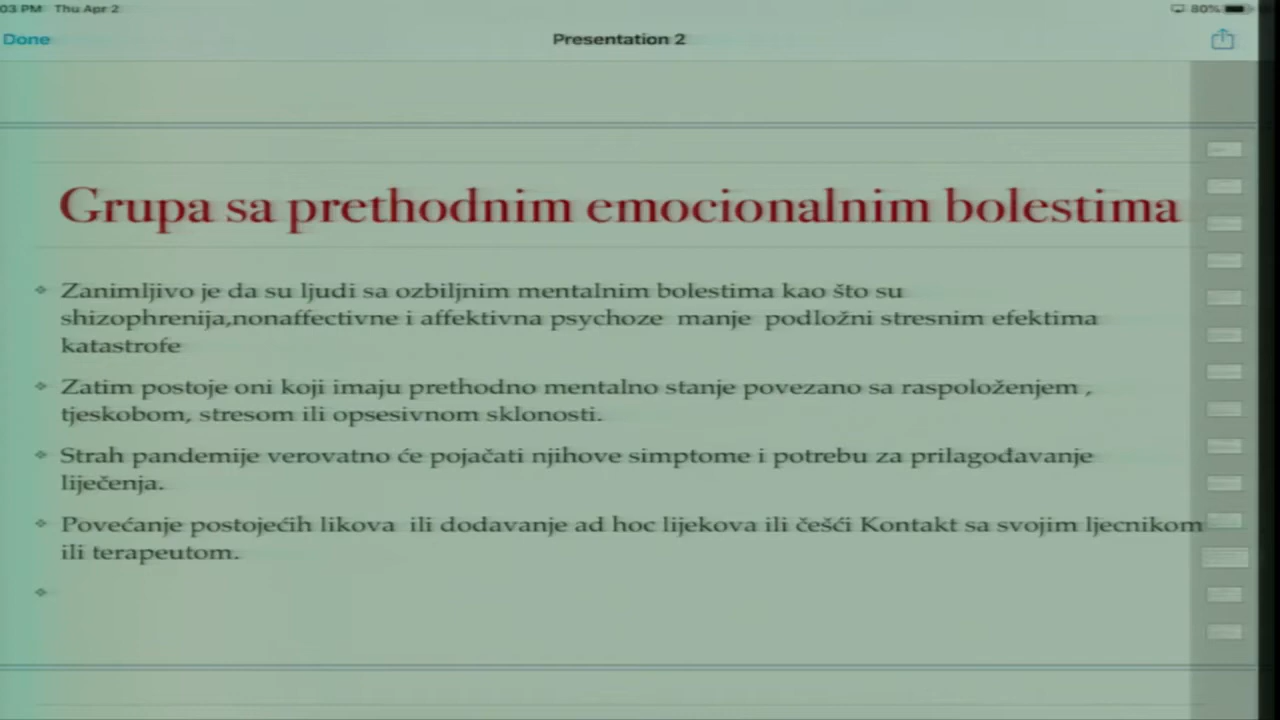 03 PM Thu Apr 2
80%
Done
Presentation 2
Grupa sa prethodnim emocionalnim bolestima
Zanimljivo je da su ljudi sa ozbiljnim mentalnim bolestima kao što su
shizophrenija,nonaffectivne i affektivna psychoze manje podložni stresnim efektima
katastrofe
Zatim postoje oni koji imaju prethodno mentalno stanje povezano sa raspoloženjem ,
tjeskobom, stresom ili opsesivnom sklonosti.
Strah pandemije verovatno će pojačati njihove simptome i potrebu za prilagođavanje
liječenja.
Povećanje postojećih likova ili dodavanje ad hoc lijekova ili češći Kontakt sa svojim ljecnikom
ili terapeutom.